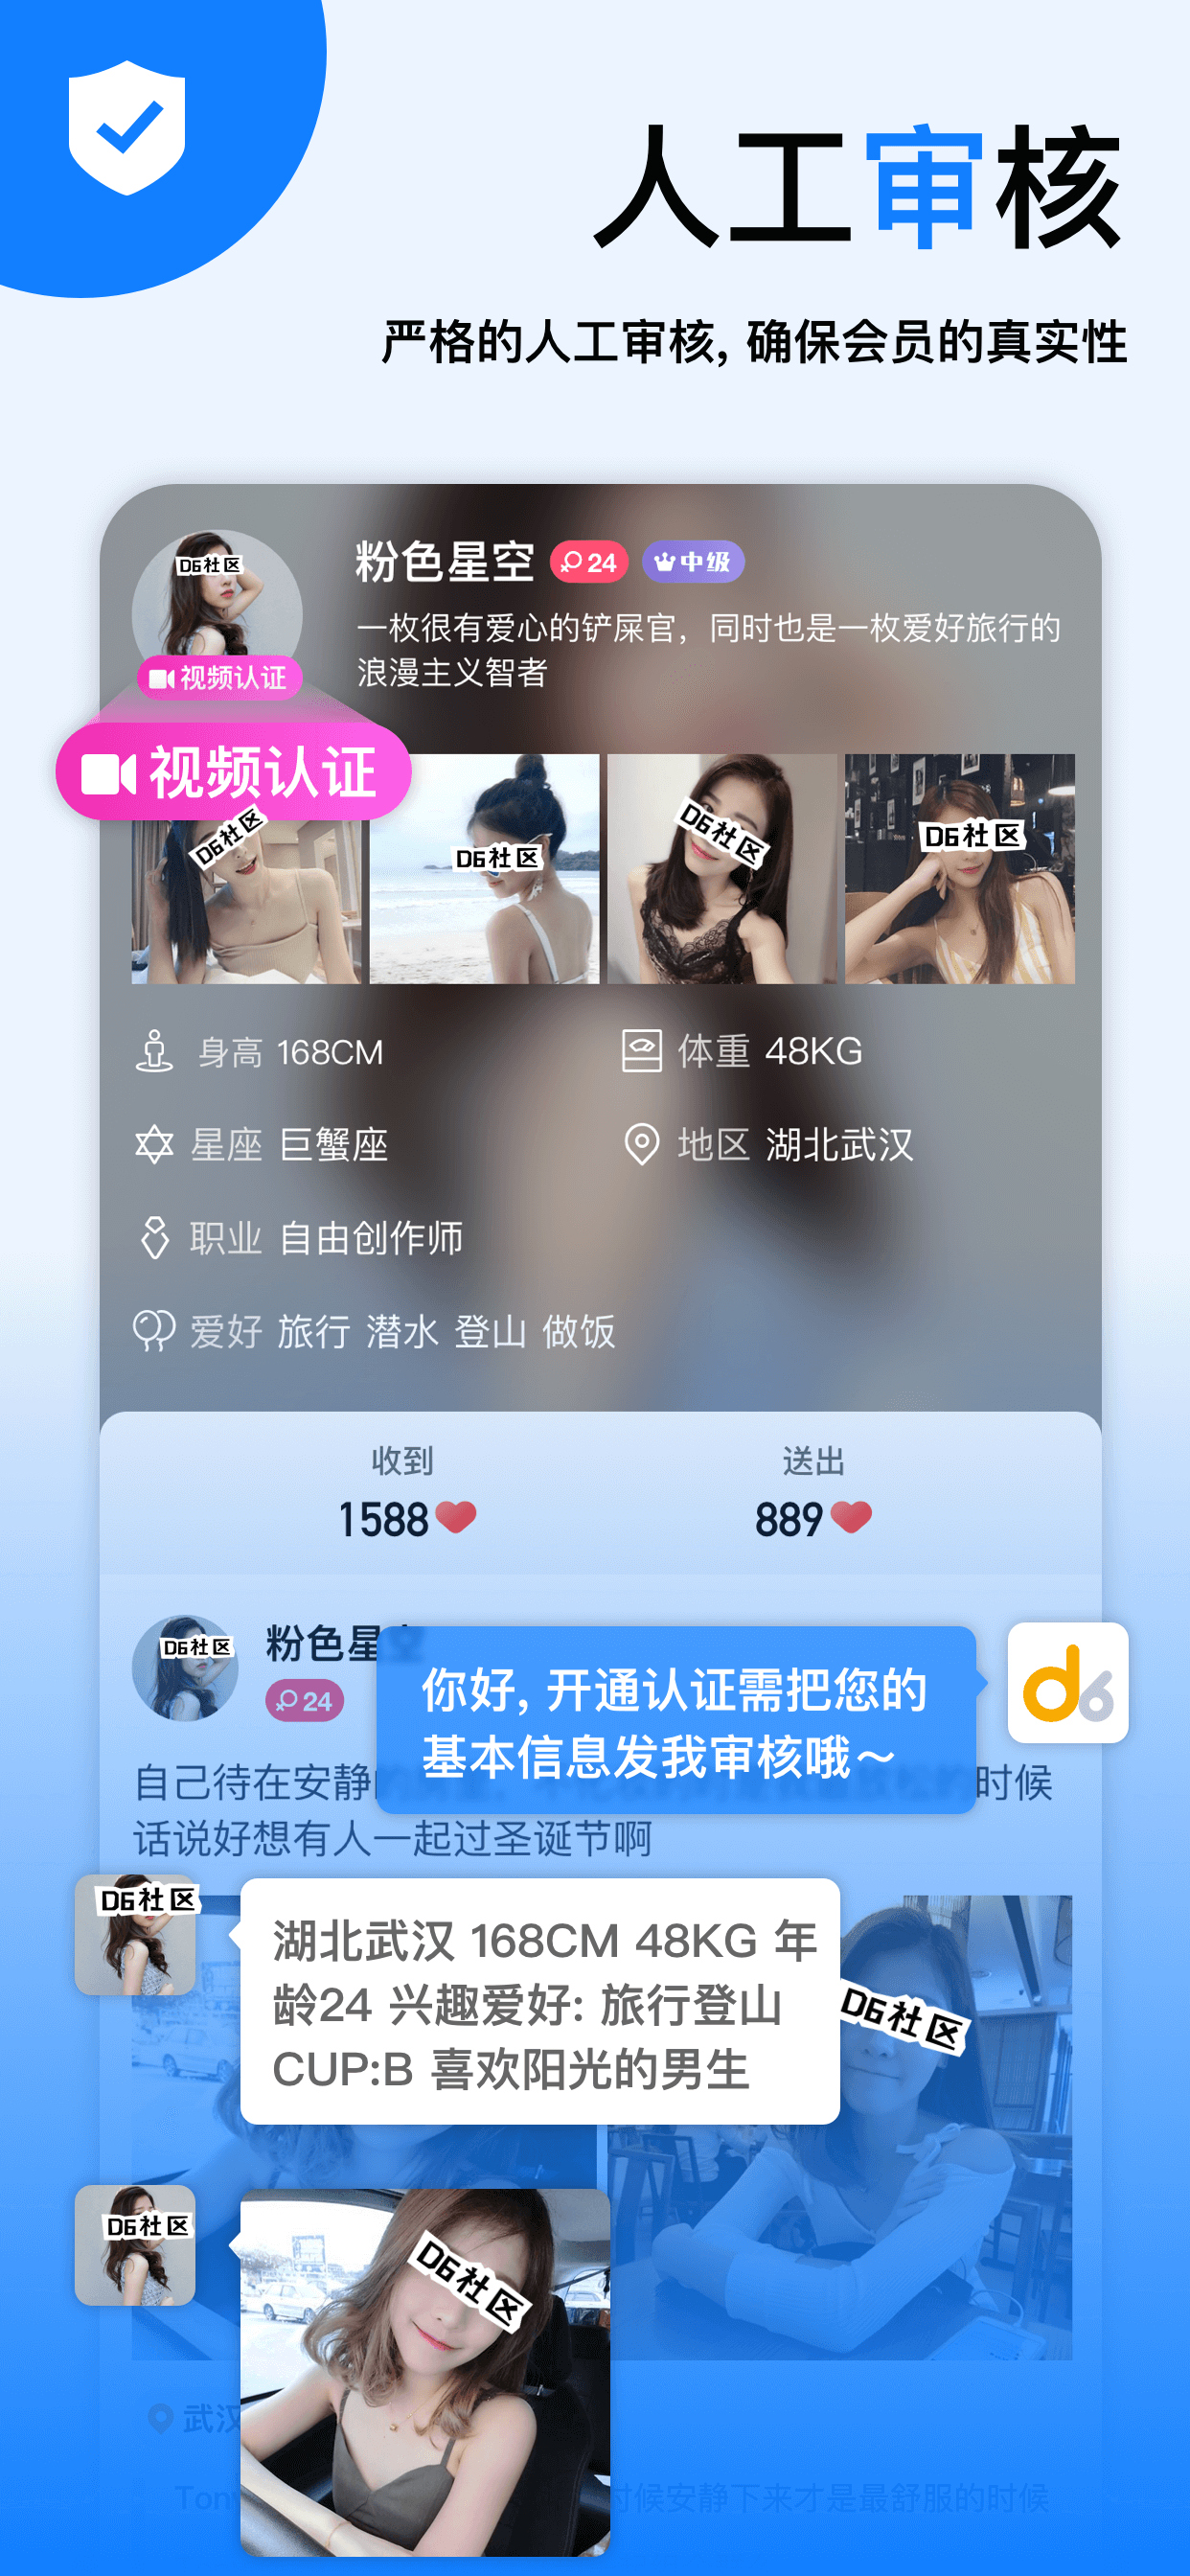 人工审核
严格的人工审核, 确保会员的真实性
D6社区
粉色星空 24 中级
一枚很有爱心的铲屎官，同时也是一枚爱好旅行的
浪漫主义智者
视频认证
视频认证
D6社区
D6社区
D6社区
D6社区
身高 168CM
体重 48KG
星座 巨蟹座
地区 湖北武汉
职业 自由创作师
爱好 旅行 潜水 登山 做饭
收到
送出
1588
889
D6社区
粉色星空
24
你好, 开通认证需把您的
基本信息发我审核哦～
d6
自己待在安静
时候
话说好想有人一起过圣诞节啊
D6社区
湖北武汉 168CM 48KG 年
龄24 兴趣爱好: 旅行登山
CUP:B 喜欢阳光的男生
D6社区
D6社区
D6社区
武汉
Ton
时候安静下来才是最舒服的时候